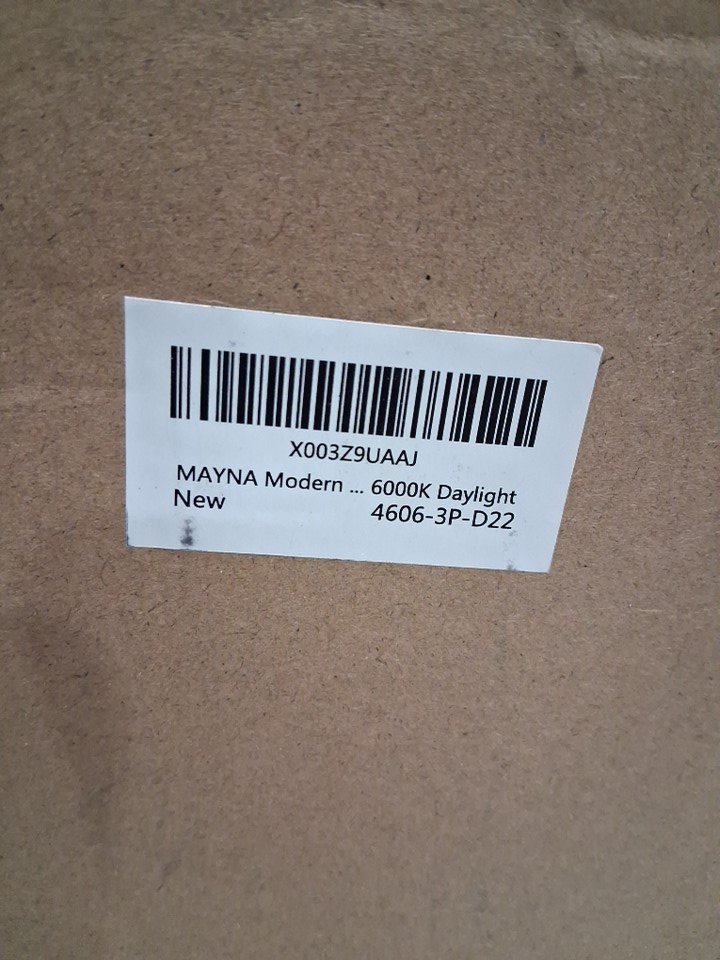 X003Z9UAAJ
MAYNA Modern ... 6000K Daylight
New 4606-3P-D22